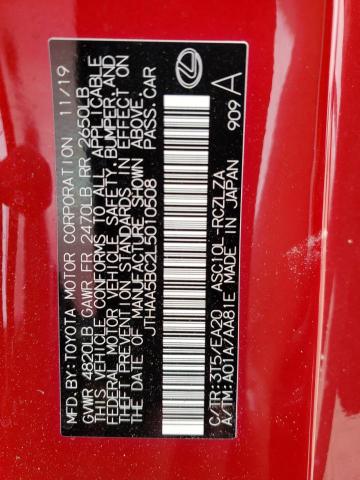 MFD. BY: TOYOTA MOTOR CORPORATION 11/19
GVWR 4820LB GAWR FR 2470LB RR 2650LB
THIS VEHICLE CONFORMS TO ALL APPLICABLE
FEDERAL MOTOR VEHICLE SAFETY, BUMPER, AND
THEFT PREVENTION STANDARDS IN EFFECT ON
THE DATE OF MANUFACTURE SHOWN ABOVE.
JTHAA5BC2L5010508 PASS. CAR
C/TR: 3T5/EA20 ASC10L-RCZLZA
A/TM: A01A/AA81E MADE IN JAPAN 909 A